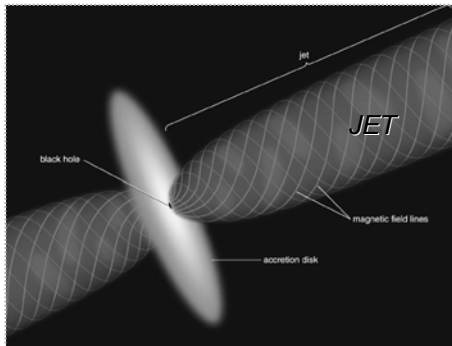 jet
JET
black hole
magnetic field lines
accretion disk